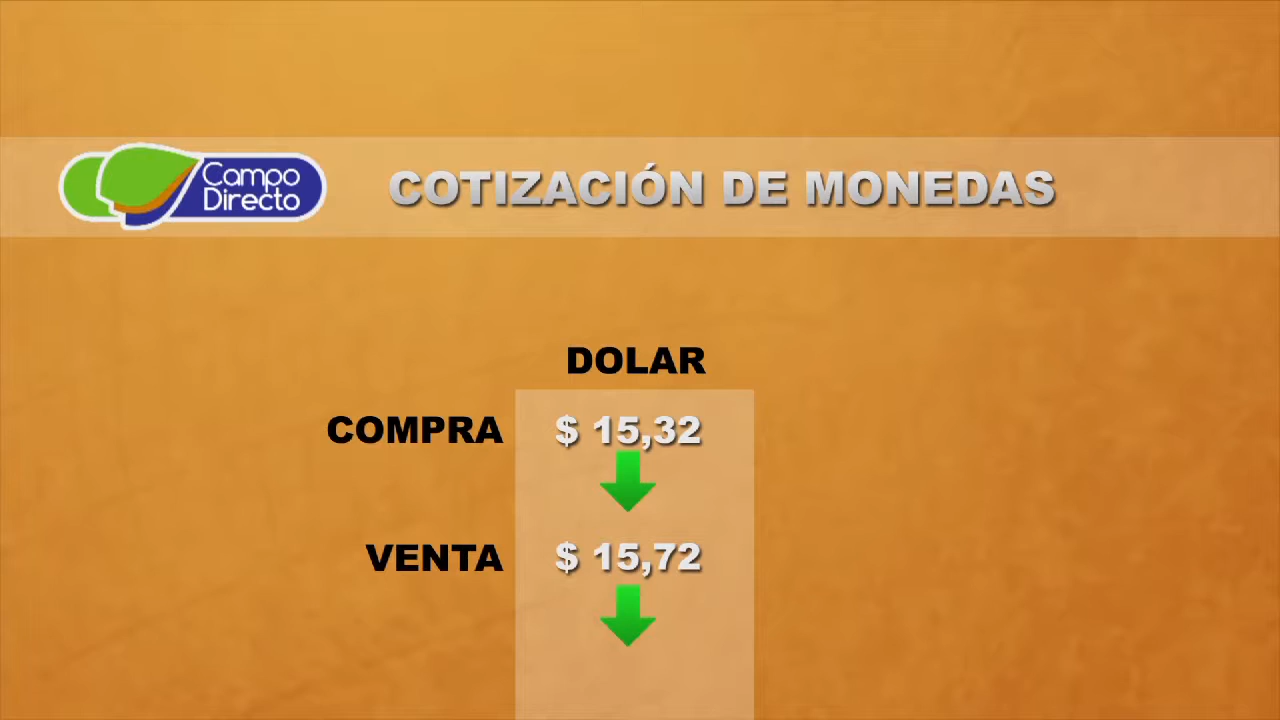 Campo
Directo
COTIZACIÓN DE MONEDAS
DOLAR
COMPRA $ 15,32
VENTA $ 15,72